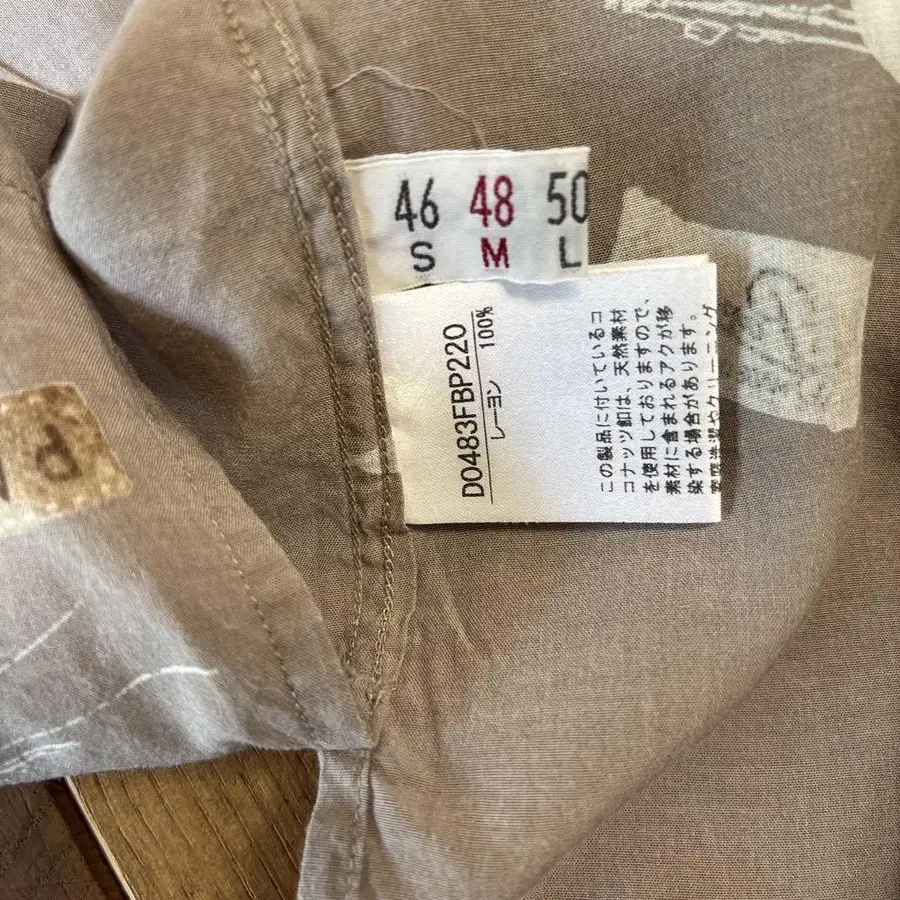 46 48 50
S M L
D0483FBP220
レーヨン 100%
この製品に付いているコ
コナッツ釦は、天然素材
を使用しておりますので、
素材に含まれるアクが移
染する場合があります。